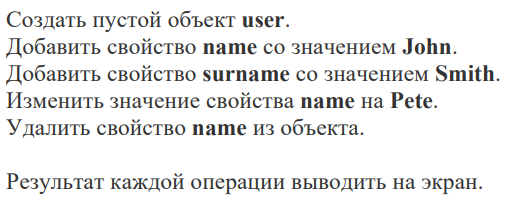 Создать пустой объект user.
Добавить свойство name со значением John.
Добавить свойство surname со значением Smith.
Изменить значение свойства name на Pete.
Удалить свойство name из объекта.
Результат каждой операции выводить на экран.